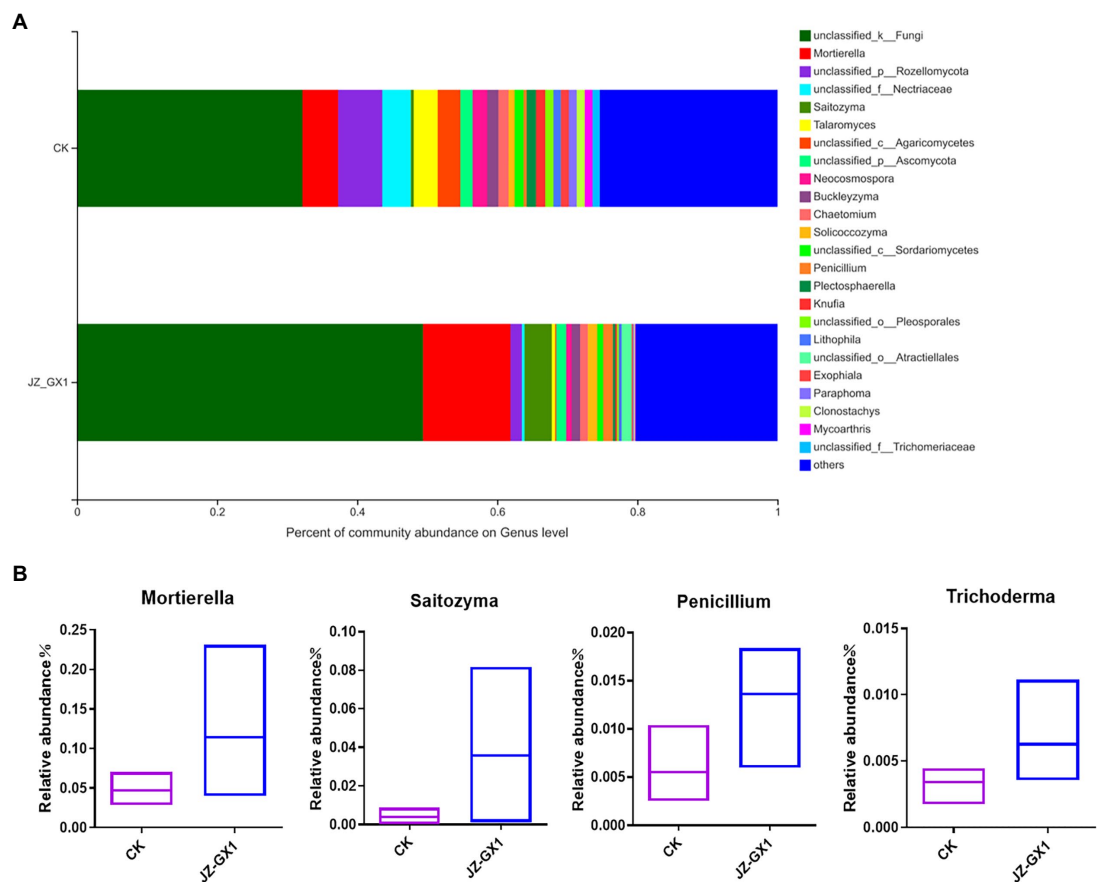 A
CK
JZ_GX1
0
0.2
0.4
0.6
0.8
1
Percent of community abundance on Genus level
unclassified_k__Fungi
Mortierella
unclassified_p__Rozellomycota
unclassified_f__Nectriaceae
Saitozyma
Talaromyces
unclassified_c__Agaricomycetes
unclassified_p__Ascomycota
Neocosmospora
Buckleyzyma
Chaetomium
Solicoccozyma
unclassified_c__Sordariomycetes
Penicillium
Plectosphaerella
Knufia
unclassified_o__Pleosporales
Lithophila
unclassified_o__Atractiellales
Exophiala
Paraphoma
Clonostachys
Mycoarthris
unclassified_f__Trichomeriaceae
others
B
Mortierella
Relative abundance%
0.25
0.20
0.15
0.10
0.05
0.00
CK
JZ-GX1
Saitozyma
Relative abundance%
0.10
0.08
0.06
0.04
0.02
0.00
CK
JZ-GX1
Penicillium
Relative abundance%
0.020
0.015
0.010
0.005
0.000
CK
JZ-GX1
Trichoderma
Relative abundance%
0.015
0.010
0.005
0.000
CK
JZ-GX1